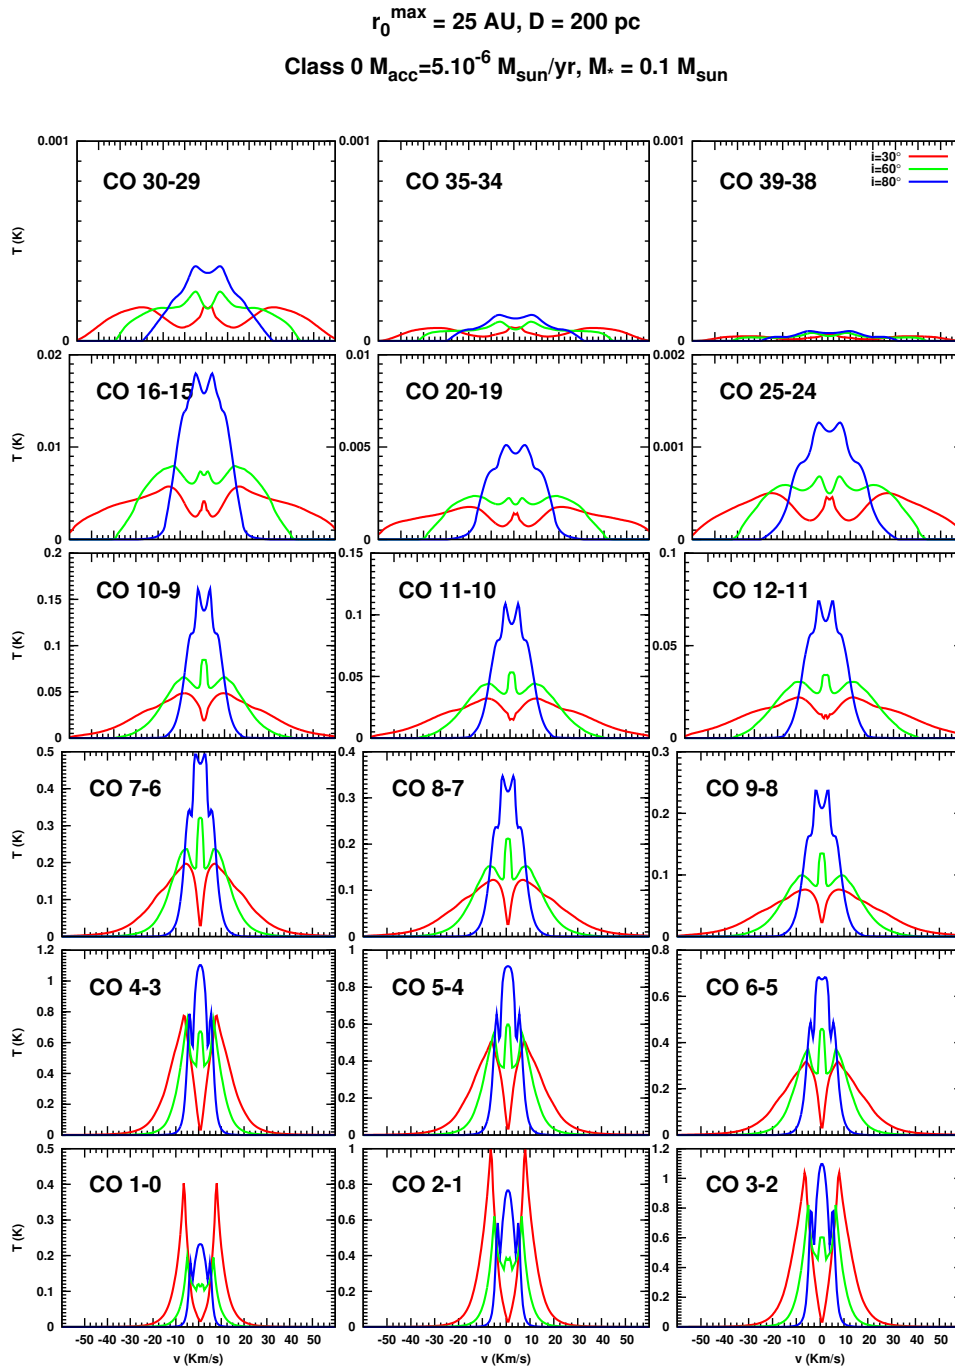 r₀ᵐᵃˣ = 25 AU, D = 200 pc
Class 0 M_acc=5.10⁻⁶ M_sun/yr, M* = 0.1 M_sun
0.001 0.001 0.001
CO 30-29 CO 35-34 CO 39-38
i=30°
i=60°
i=80°
T (K)
0 0 0
0.02 0.01 0.002
CO 16-15 CO 20-19 CO 25-24
T (K)
0.01 0.005 0.001
0 0 0
0.2 0.15 0.1
CO 10-9 CO 11-10 CO 12-11
0.15 0.1
T (K)
0.1 0.05
0.05 0.05
0 0 0
0.5 0.4 0.3
CO 7-6 CO 8-7 CO 9-8
0.4 0.3 0.2
T (K)
0.3 0.2
0.2 0.1 0.1
0.1
0 0 0
1.2 1 0.8
CO 4-3 CO 5-4 CO 6-5
1 0.8 0.6
T (K)
0.8 0.6 0.4
0.6 0.4
0.4 0.2 0.2
0.2
0 0 0
0.5 1 1.2
CO 1-0 CO 2-1 CO 3-2
0.4 0.8 1
T (K)
0.3 0.6 0.8
0.6
0.2 0.4 0.4
0.1 0.2 0.2
0 0 0
-50 -40 -30 -20 -10 0 10 20 30 40 50 -50 -40 -30 -20 -10 0 10 20 30 40 50 -50 -40 -30 -20 -10 0 10 20 30 40 50
v (Km/s) v (Km/s) v (Km/s)